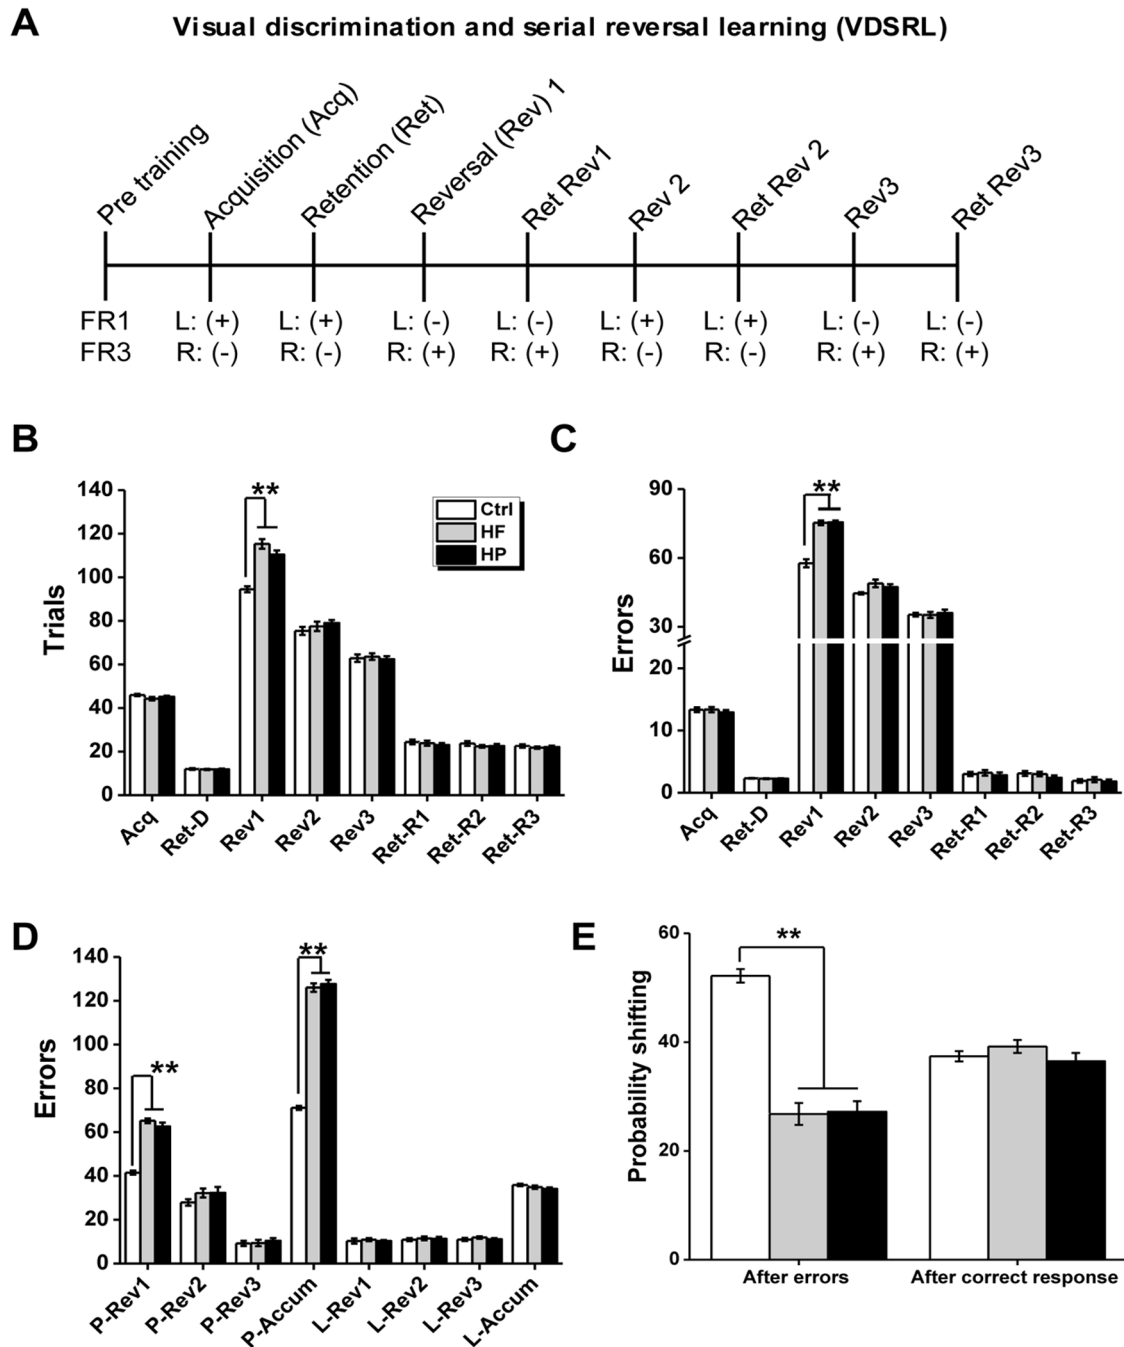 A
Visual discrimination and serial reversal learning (VDSRL)
Pre training
Acquisition (Acq)
Retention (Ret)
Reversal (Rev) 1
Ret Rev1
Rev 2
Ret Rev 2
Rev3
Ret Rev3
FR1 L: (+) L: (+) L: (-) L: (-) L: (+) L: (+) L: (-) L: (-)
FR3 R: (-) R: (-) R: (+) R: (+) R: (-) R: (-) R: (+) R: (+)
B
Trials
140
120
100
80
60
40
20
0
**
Ctrl
HF
HP
Acq
Ret-D
Rev1
Rev2
Rev3
Ret-R1
Ret-R2
Ret-R3
C
Errors
90
60
30
20
10
0
**
Acq
Ret-D
Rev1
Rev2
Rev3
Ret-R1
Ret-R2
Ret-R3
D
Errors
140
120
100
80
60
40
20
0
**
**
P-Rev1
P-Rev2
P-Rev3
P-Accum
L-Rev1
L-Rev2
L-Rev3
L-Accum
E
Probability shifting
60
40
20
0
**
After errors
After correct response